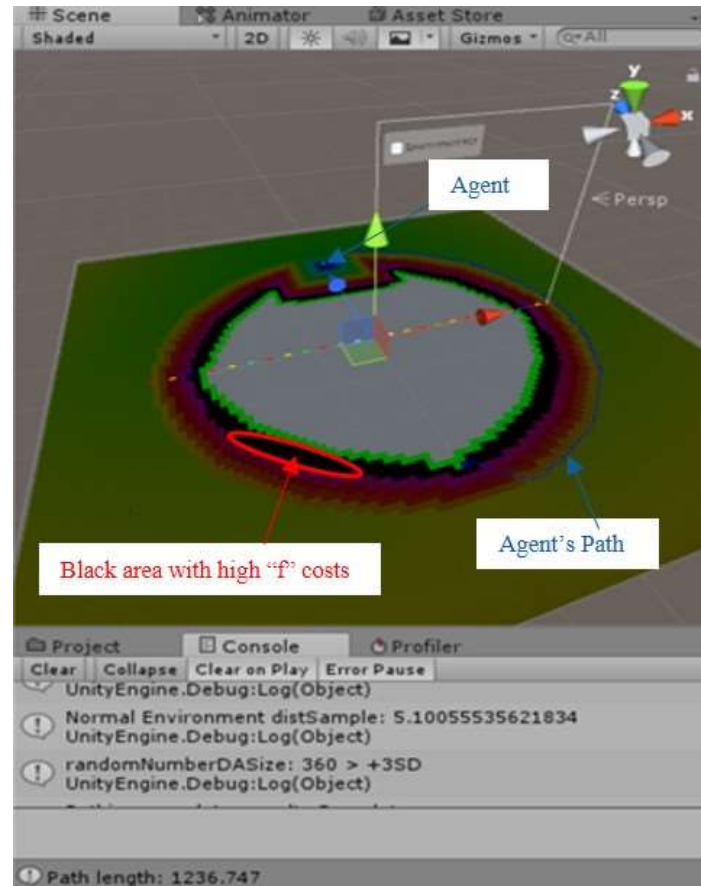 Scene Animator Asset Store
Shaded 2D Gizmos All
y
z
x
Agent
Persp
Agent's Path
Black area with high "f" costs
Project Console Profiler
Clear Collapse Clear on Play Error Pause
UnityEngine.Debug:Log(Object)
Normal Environment distSample: 5.10055535621834
UnityEngine.Debug:Log(Object)
randomNumberDASize: 360 > +3SD
UnityEngine.Debug:Log(Object)
Path length: 1236.747